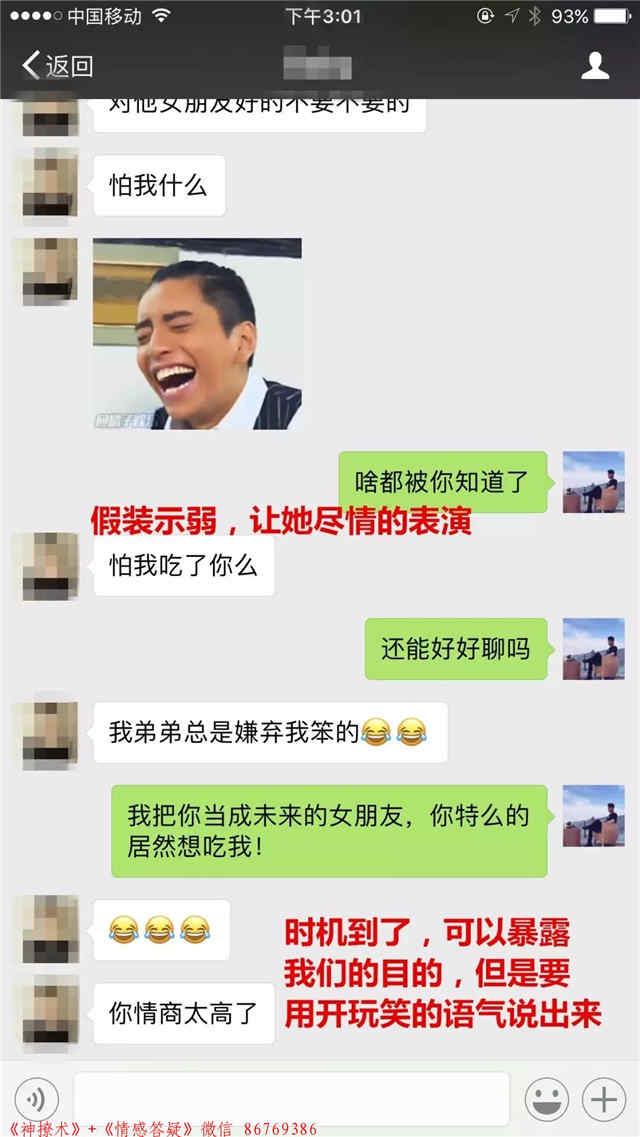 中国移动
下午3:01
93%
返回
对他女朋友好的不要不要的
怕我什么
啥都被你知道了
假装示弱，让她尽情的表演
怕我吃了你么
还能好好聊吗
我弟弟总是嫌弃我笨的😂😂
我把你当成未来的女朋友，你特么的
居然想吃我！
😂😂😂
时机到了，可以暴露
我们的目的，但是要
用开玩笑的语气说出来
你情商太高了
《神撩术》+《情感答疑》微信 86769386